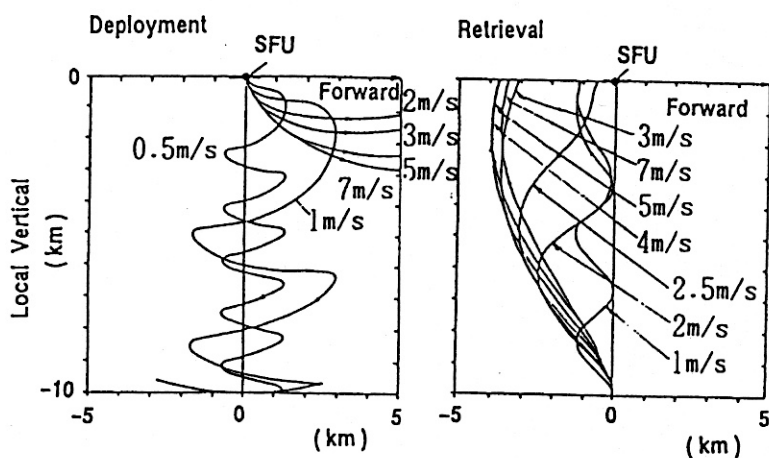 Deployment
SFU
0
Forward
2m/s
3m/s
5m/s
7m/s
1m/s
0.5m/s
Local Vertical
(km)
-10
-5
0
5
(km)
Retrieval
SFU
Forward
3m/s
7m/s
5m/s
4m/s
2.5m/s
2m/s
1m/s
-5
0
5
(km)